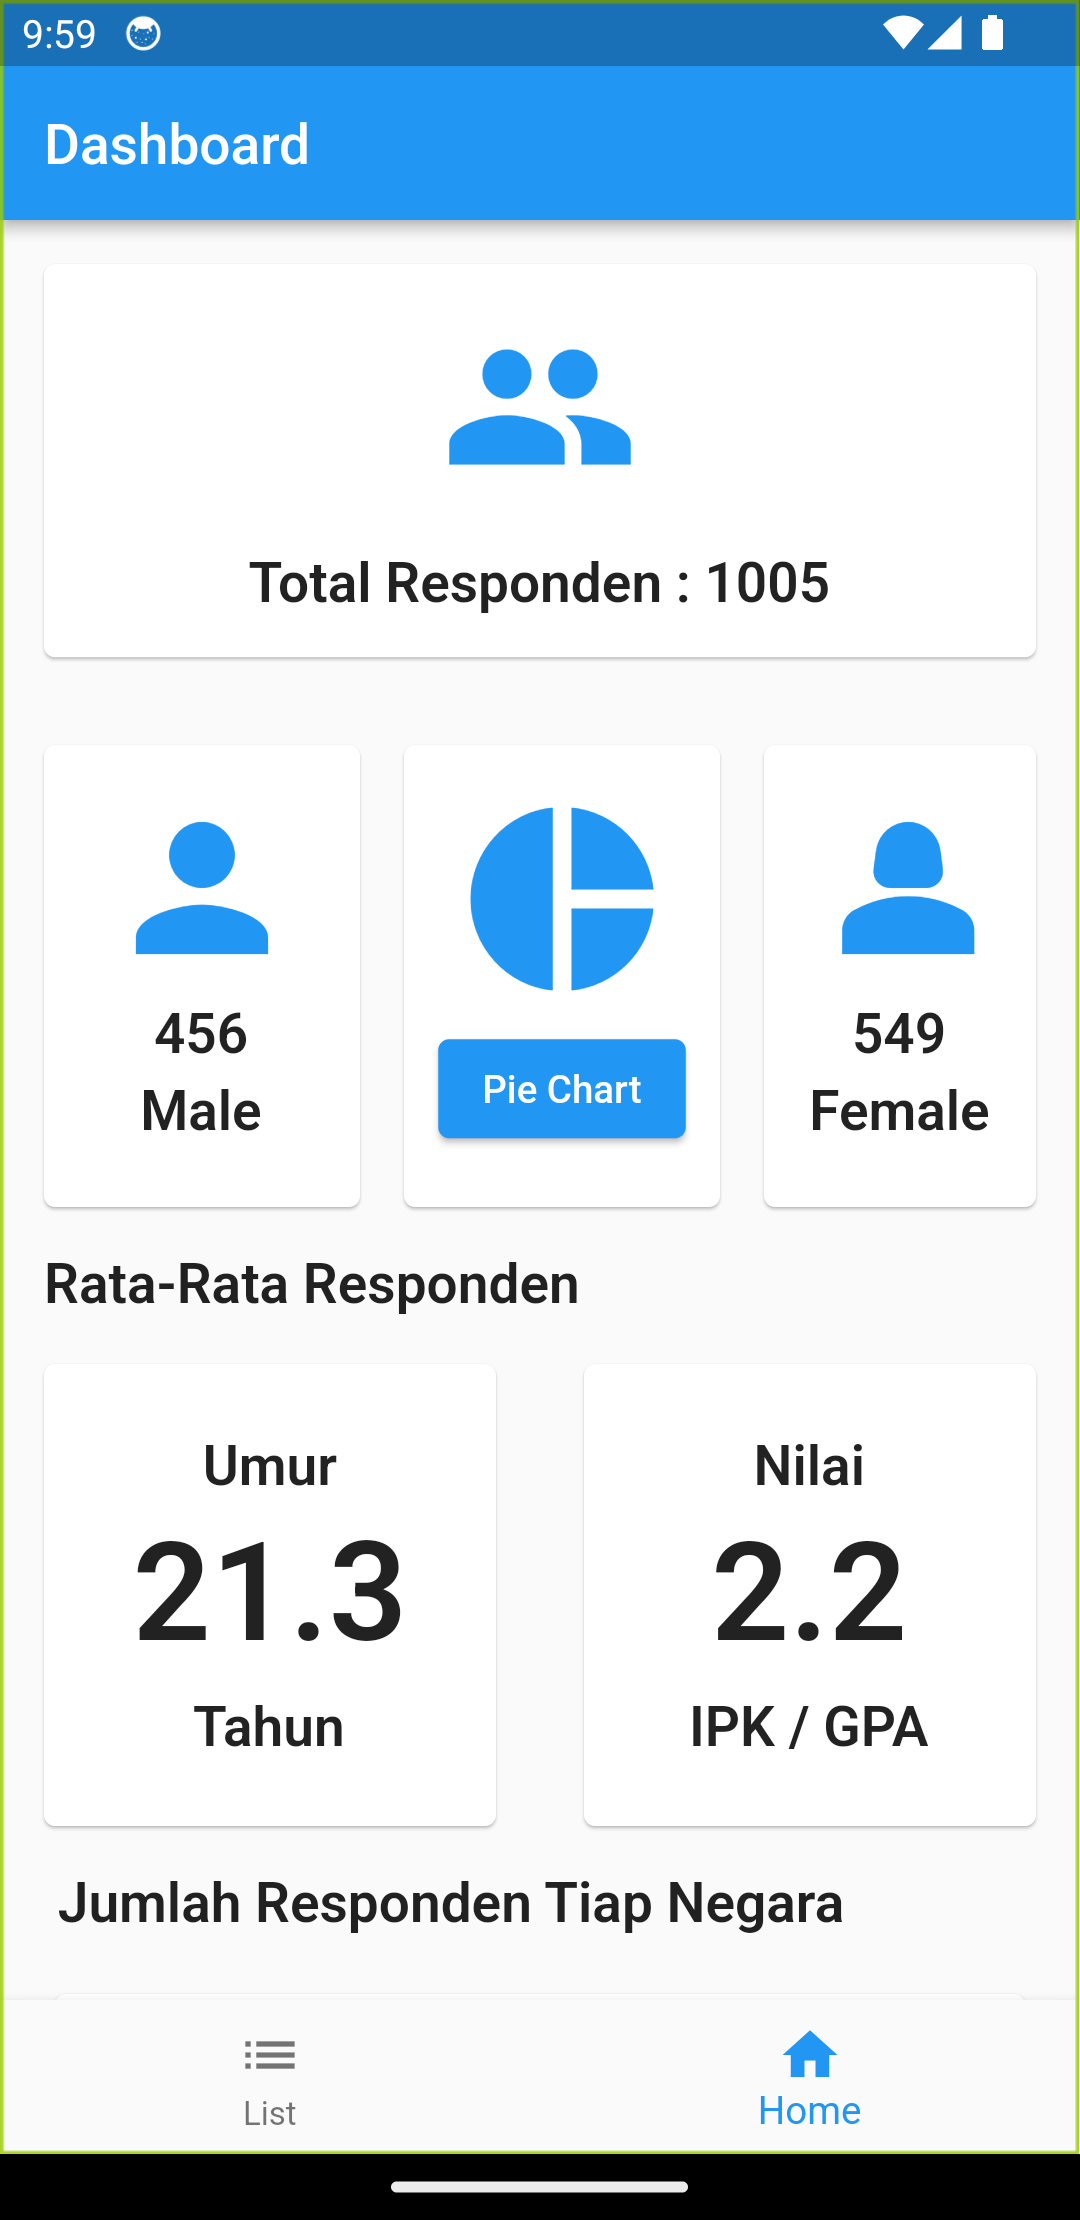 9:59
Dashboard
Total Responden : 1005
456
Male
Pie Chart
549
Female
Rata-Rata Responden
Umur
21.3
Tahun
Nilai
2.2
IPK / GPA
Jumlah Responden Tiap Negara
List
Home